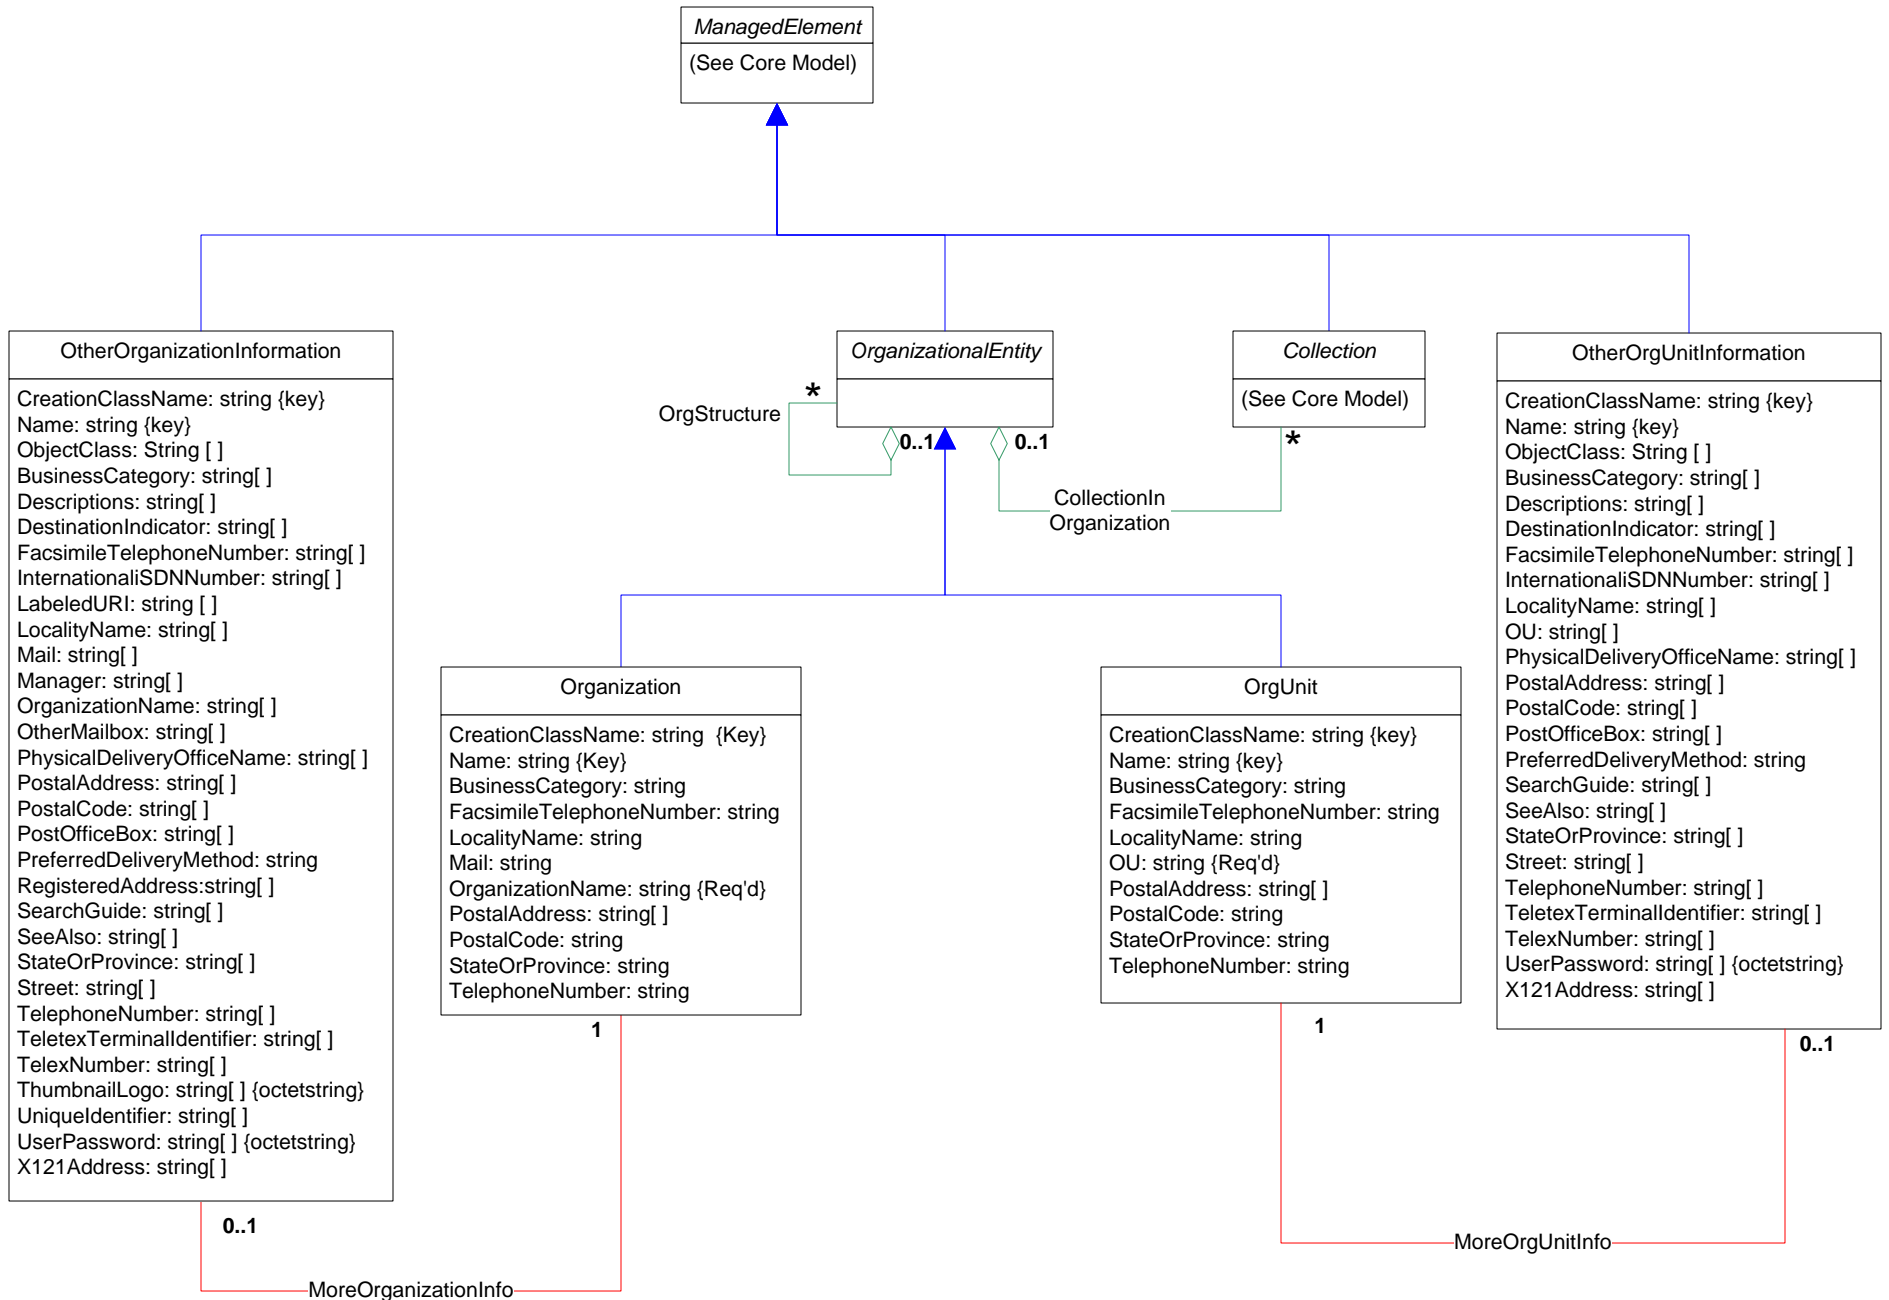 ManagedElement
(See Core Model)
OtherOrganizationInformation
CreationClassName: string {key}
Name: string {key}
ObjectClass: String [ ]
BusinessCategory: string[ ]
Descriptions: string[ ]
DestinationIndicator: string[ ]
FacsimileTelephoneNumber: string[ ]
InternationaliSDNNumber: string[ ]
LabeledURI: string [ ]
LocalityName: string[ ]
Mail: string[ ]
Manager: string[ ]
OrganizationName: string[ ]
OtherMailbox: string[ ]
PhysicalDeliveryOfficeName: string[ ]
PostalAddress: string[ ]
PostalCode: string[ ]
PostOfficeBox: string[ ]
PreferredDeliveryMethod: string
RegisteredAddress:string[ ]
SearchGuide: string[ ]
SeeAlso: string[ ]
StateOrProvince: string[ ]
Street: string[ ]
TelephoneNumber: string[ ]
TeletexTerminalIdentifier: string[ ]
TelexNumber: string[ ]
ThumbnailLogo: string[ ] {octetstring}
UniqueIdentifier: string[ ]
UserPassword: string[ ] {octetstring}
X121Address: string[ ]
0..1
OrganizationalEntity
*
OrgStructure
0..1
0..1
Collection
(See Core Model)
*
CollectionIn
Organization
Organization
CreationClassName: string  {Key}
Name: string {Key}
BusinessCategory: string
FacsimileTelephoneNumber: string
LocalityName: string
Mail: string
OrganizationName: string {Req'd}
PostalAddress: string[ ]
PostalCode: string
StateOrProvince: string
TelephoneNumber: string
1
MoreOrganizationInfo
OrgUnit
CreationClassName: string {key}
Name: string {key}
BusinessCategory: string
FacsimileTelephoneNumber: string
LocalityName: string
OU: string {Req'd}
PostalAddress: string[ ]
PostalCode: string
StateOrProvince: string
TelephoneNumber: string
1
OtherOrgUnitInformation
CreationClassName: string {key}
Name: string {key}
ObjectClass: String [ ]
BusinessCategory: string[ ]
Descriptions: string[ ]
DestinationIndicator: string[ ]
FacsimileTelephoneNumber: string[ ]
InternationaliSDNNumber: string[ ]
LocalityName: string[ ]
OU: string[ ]
PhysicalDeliveryOfficeName: string[ ]
PostalAddress: string[ ]
PostalCode: string[ ]
PostOfficeBox: string[ ]
PreferredDeliveryMethod: string
SearchGuide: string[ ]
SeeAlso: string[ ]
StateOrProvince: string[ ]
Street: string[ ]
TelephoneNumber: string[ ]
TeletexTerminalIdentifier: string[ ]
TelexNumber: string[ ]
UserPassword: string[ ] {octetstring}
X121Address: string[ ]
0..1
MoreOrgUnitInfo